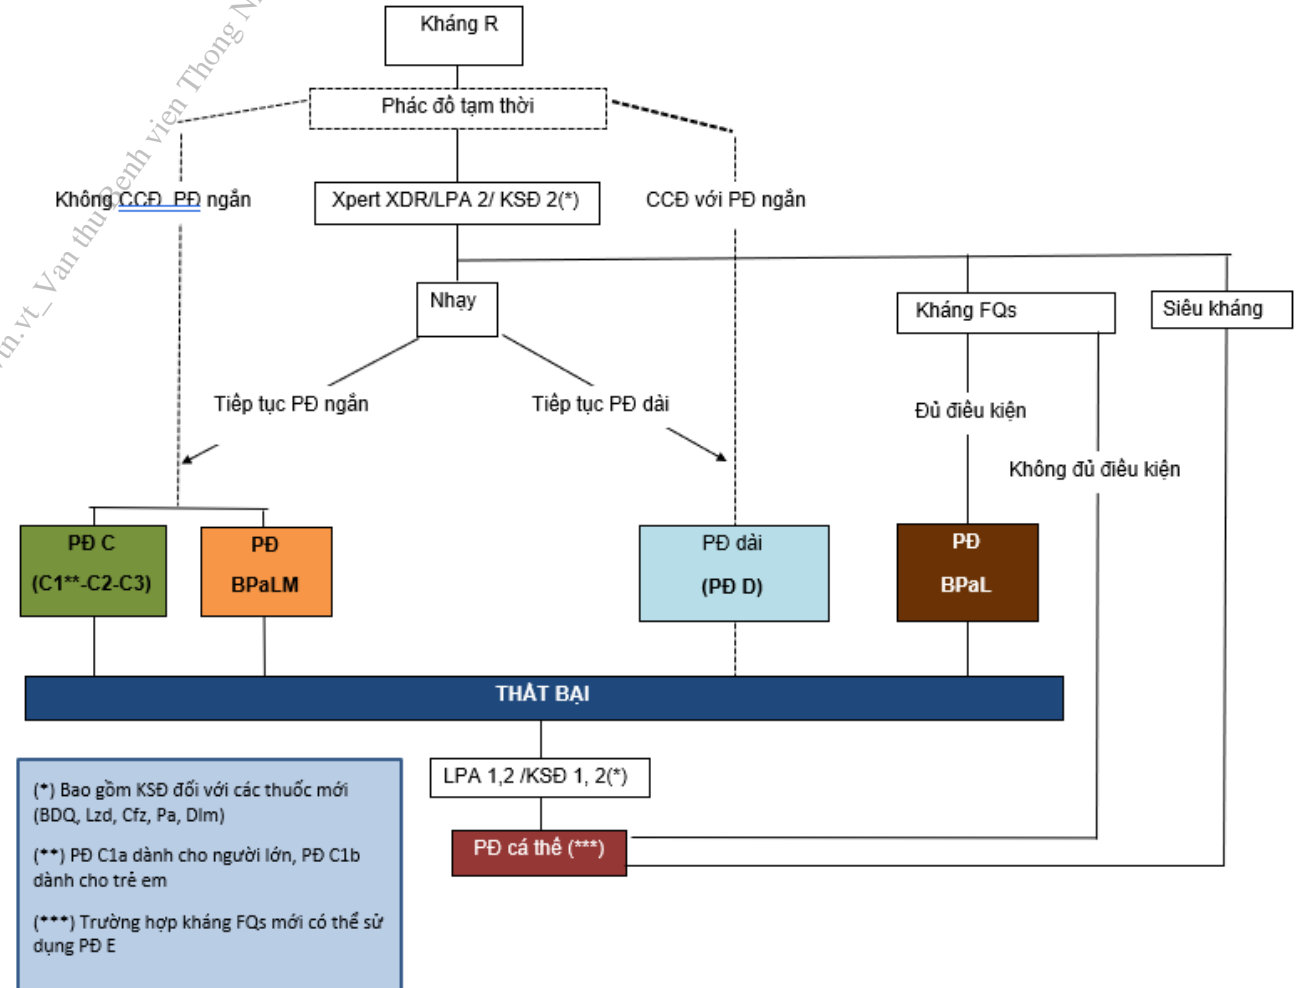 Kháng R
Phác đồ tạm thời
Không CCĐ PĐ ngắn
Xpert XDR/LPA 2/ KSĐ 2(*)
CCĐ với PĐ ngắn
Nhạy
Kháng FQs
Siêu kháng
Tiếp tục PĐ ngắn
Tiếp tục PĐ dài
Đủ điều kiện
Không đủ điều kiện
PĐ C
(C1**-C2-C3)
PĐ
BPaLM
PĐ dài
(PĐ D)
PĐ
BPaL
THẤT BẠI
LPA 1,2 /KSĐ 1, 2(*)
PĐ cá thể (***)
(*) Bao gồm KSĐ đối với các thuốc mới
(BDQ, Lzd, Cfz, Pa, Dlm)
(**) PĐ C1a dành cho người lớn, PĐ C1b
dành cho trẻ em
(***) Trường hợp kháng FQs mới có thể sử
dụng PĐ E
vt_Van thu Benh vien Thong